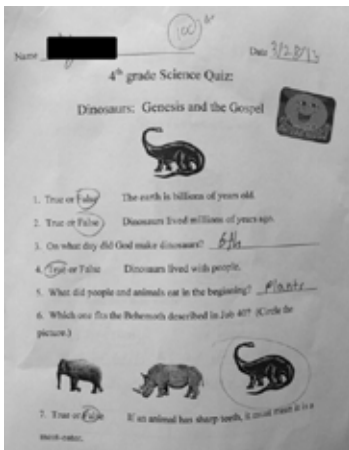 100 A+
Name
Date 3/28/13
4th grade Science Quiz:
Dinosaurs: Genesis and the Gospel
1. True or False The earth is billions of years old.
2. True or False Dinosaurs lived millions of years ago.
3. On what day did God make dinosaurs? 6th
4. True or False Dinosaurs lived with people.
5. What did people and animals eat in the beginning? Plants
6. Which one fits the Behemoth described in Job 40? (Circle the
picture.)
7. True or False If an animal has sharp teeth, it must mean it is a
meat-eater.